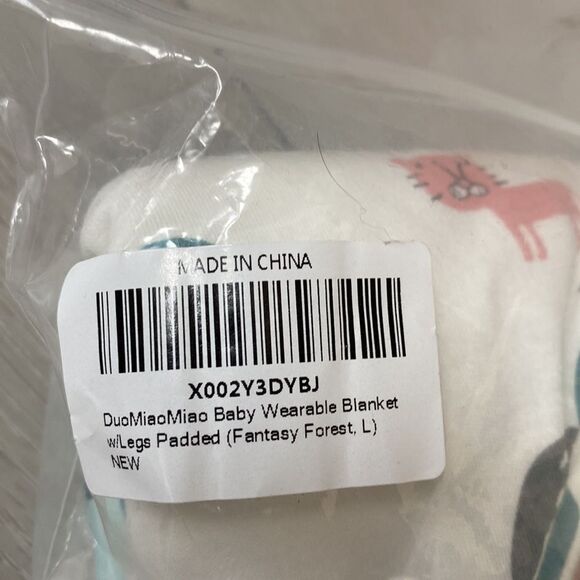 MADE IN CHINA
X002Y3DYBJ
DuoMiaoMiao Baby Wearable Blanket
w/Legs Padded (Fantasy Forest, L)
NEW